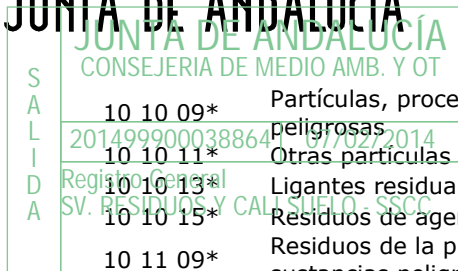 JUNTA DE ANDALUCIA
JUNTA DE ANDALUCÍA
CONSEJERIA DE MEDIO AMB. Y OT
SALIDA
10 10 09* Partículas, proce
peligrosas
201499900038864 07/02/2014
10 10 11* Otras partículas
Registro General
10 10 13* Ligantes residua
SV. RESIDUOS Y CALI SUELO - SSCC
10 10 15* Residuos de age
Residuos de la p
10 11 09*